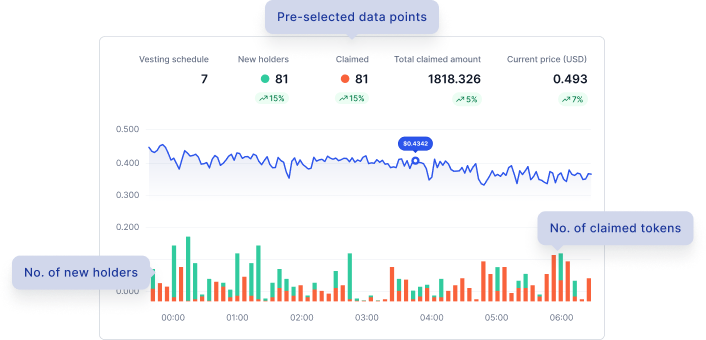 Pre-selected data points
Vesting schedule New holders Claimed Total claimed amount Current price (USD)
7 81 81 1818.326 0.493
15% 15% 5% 7%
0.500
$0.4342
0.400
0.300
0.200
No. of claimed tokens
No. of new holders
0.000
00:00 01:00 02:00 03:00 04:00 05:00 06:00